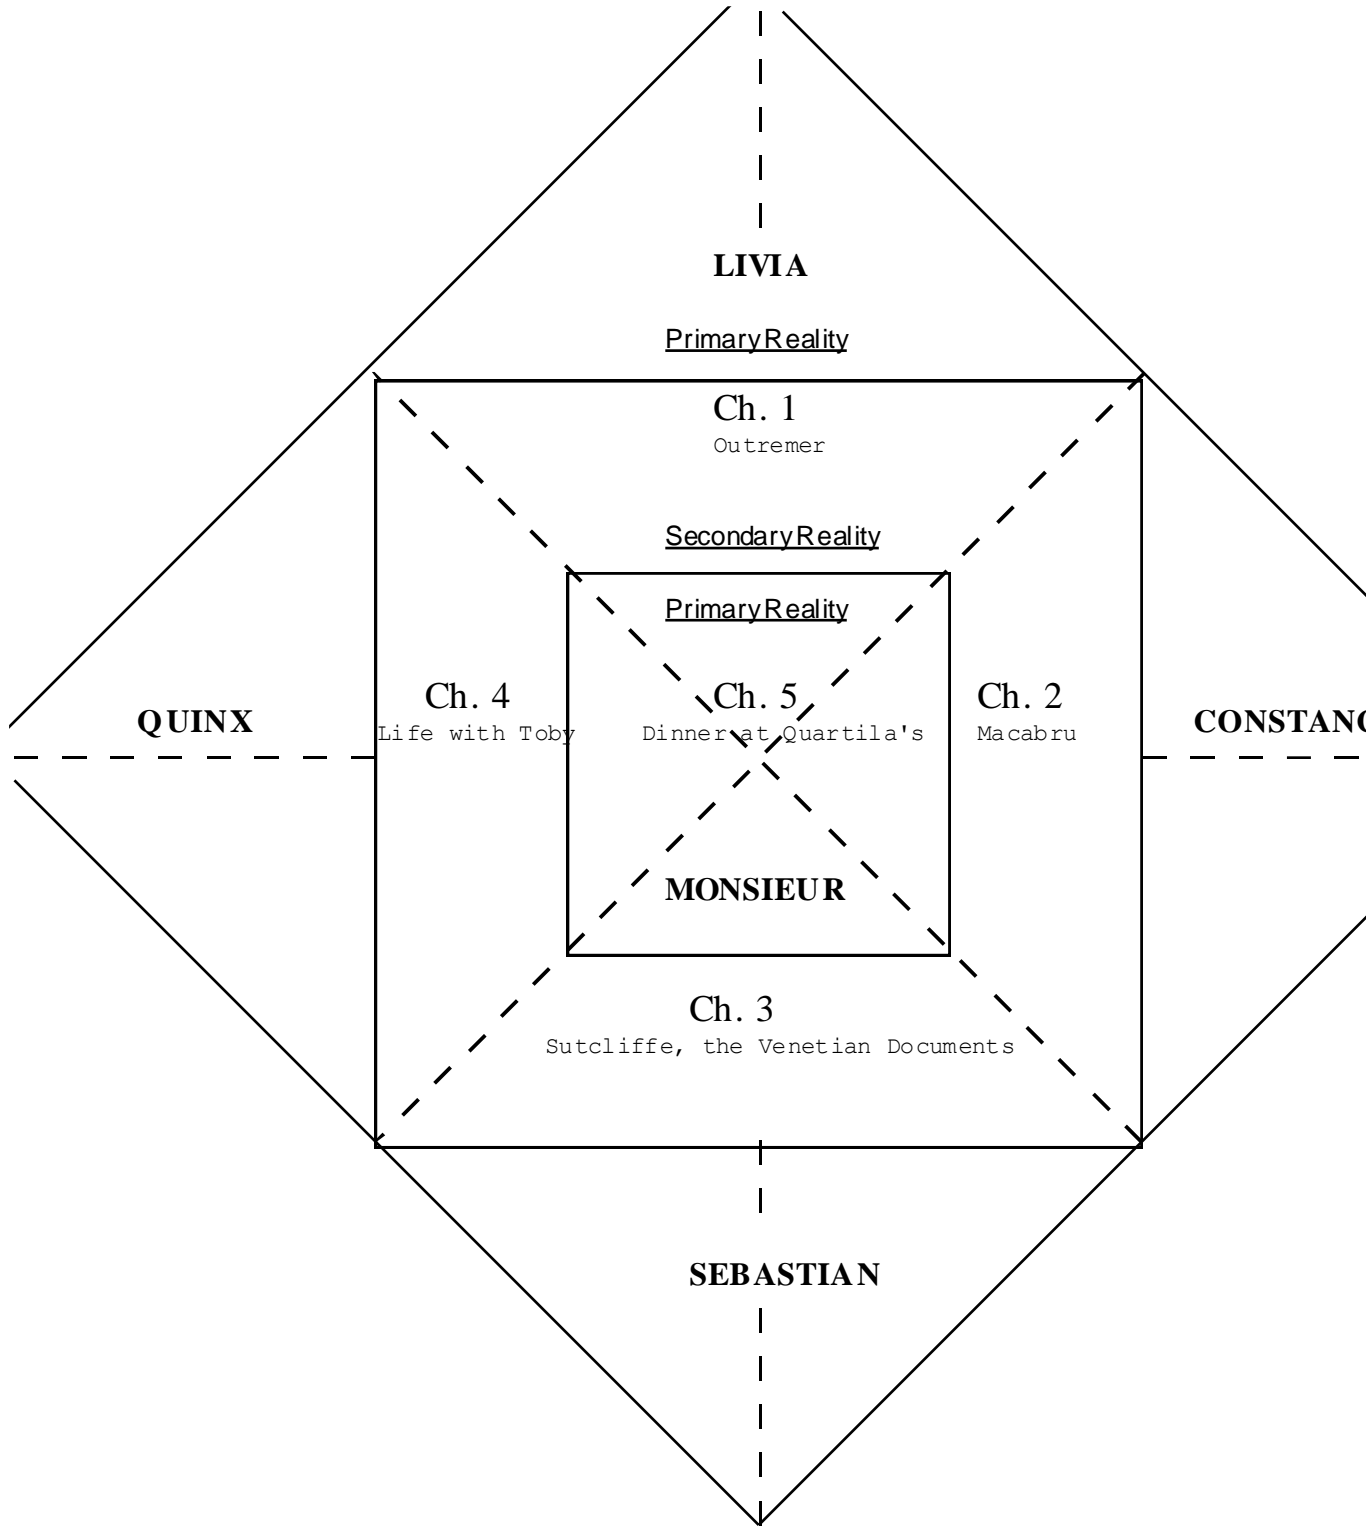 LIVIA
Primary Reality
Ch. 1
Outremer
Secondary Reality
Primary Reality
Ch. 4
Life with Toby
Ch. 5
Dinner at Quartila's
Ch. 2
Macabru
QUINX
CONSTANC
MONSIEUR
Ch. 3
Sutcliffe, the Venetian Documents
SEBASTIAN